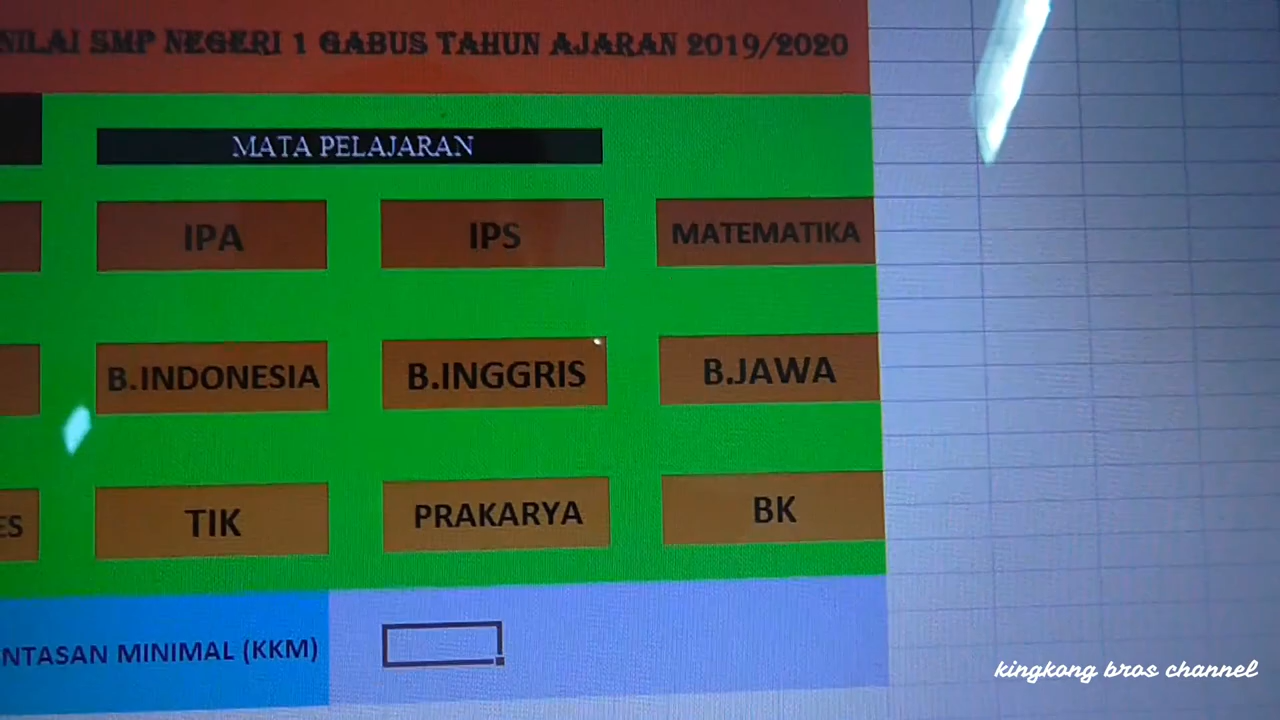 NILAI SMP NEGERI 1 GABUS TAHUN AJARAN 2019/2020
MATA PELAJARAN
IPA IPS MATEMATIKA
B.INDONESIA B.INGGRIS B.JAWA
ES TIK PRAKARYA BK
NTASAN MINIMAL (KKM)
kingkong bros channel